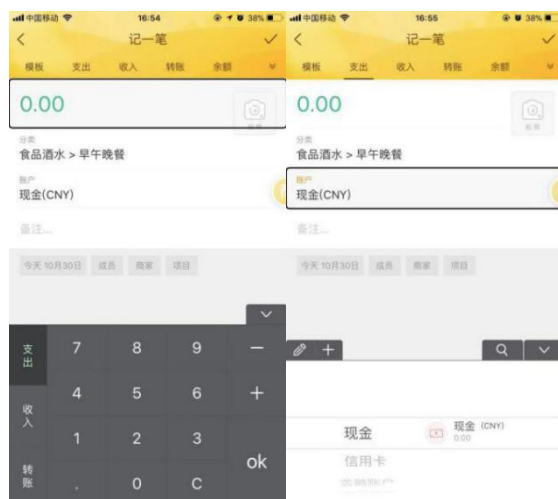 中国移动 16:54 38%
记一笔
模板 支出 收入 转账 余额
0.00
分类
食品酒水 > 早午晚餐
账户
现金(CNY)
备注...
今天 10月30日 成员 商家 项目
支出 7 8 9 −
4 5 6 +
收入
1 2 3
转账 . 0 C ok
中国移动 16:55 38%
记一笔
模板 支出 收入 转账 余额
0.00
分类
食品酒水 > 早午晚餐
账户
现金(CNY)
备注...
今天 10月30日 成员 商家 项目
现金 现金 (CNY)
0.00
信用卡